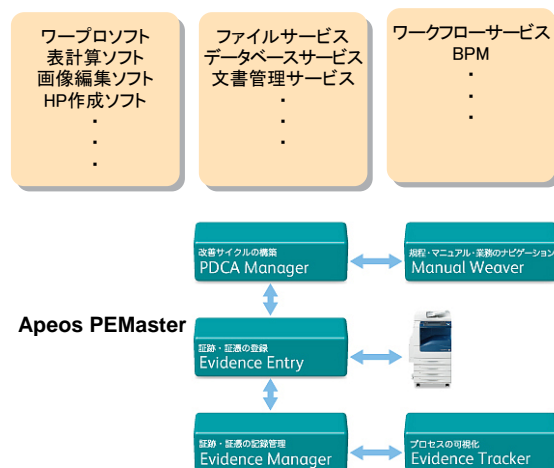 ワープロソフト
表計算ソフト
画像編集ソフト
HP作成ソフト
・
・
・
ファイルサービス
データベースサービス
文書管理サービス
・
・
・
ワークフローサービス
BPM
・
・
・
改善サイクルの構築
PDCA Manager
規程・マニュアル・業務のナビゲーション
Manual Weaver
Apeos PEMaster
証跡・証憑の登録
Evidence Entry
証跡・証憑の記録管理
Evidence Manager
プロセスの可視化
Evidence Tracker